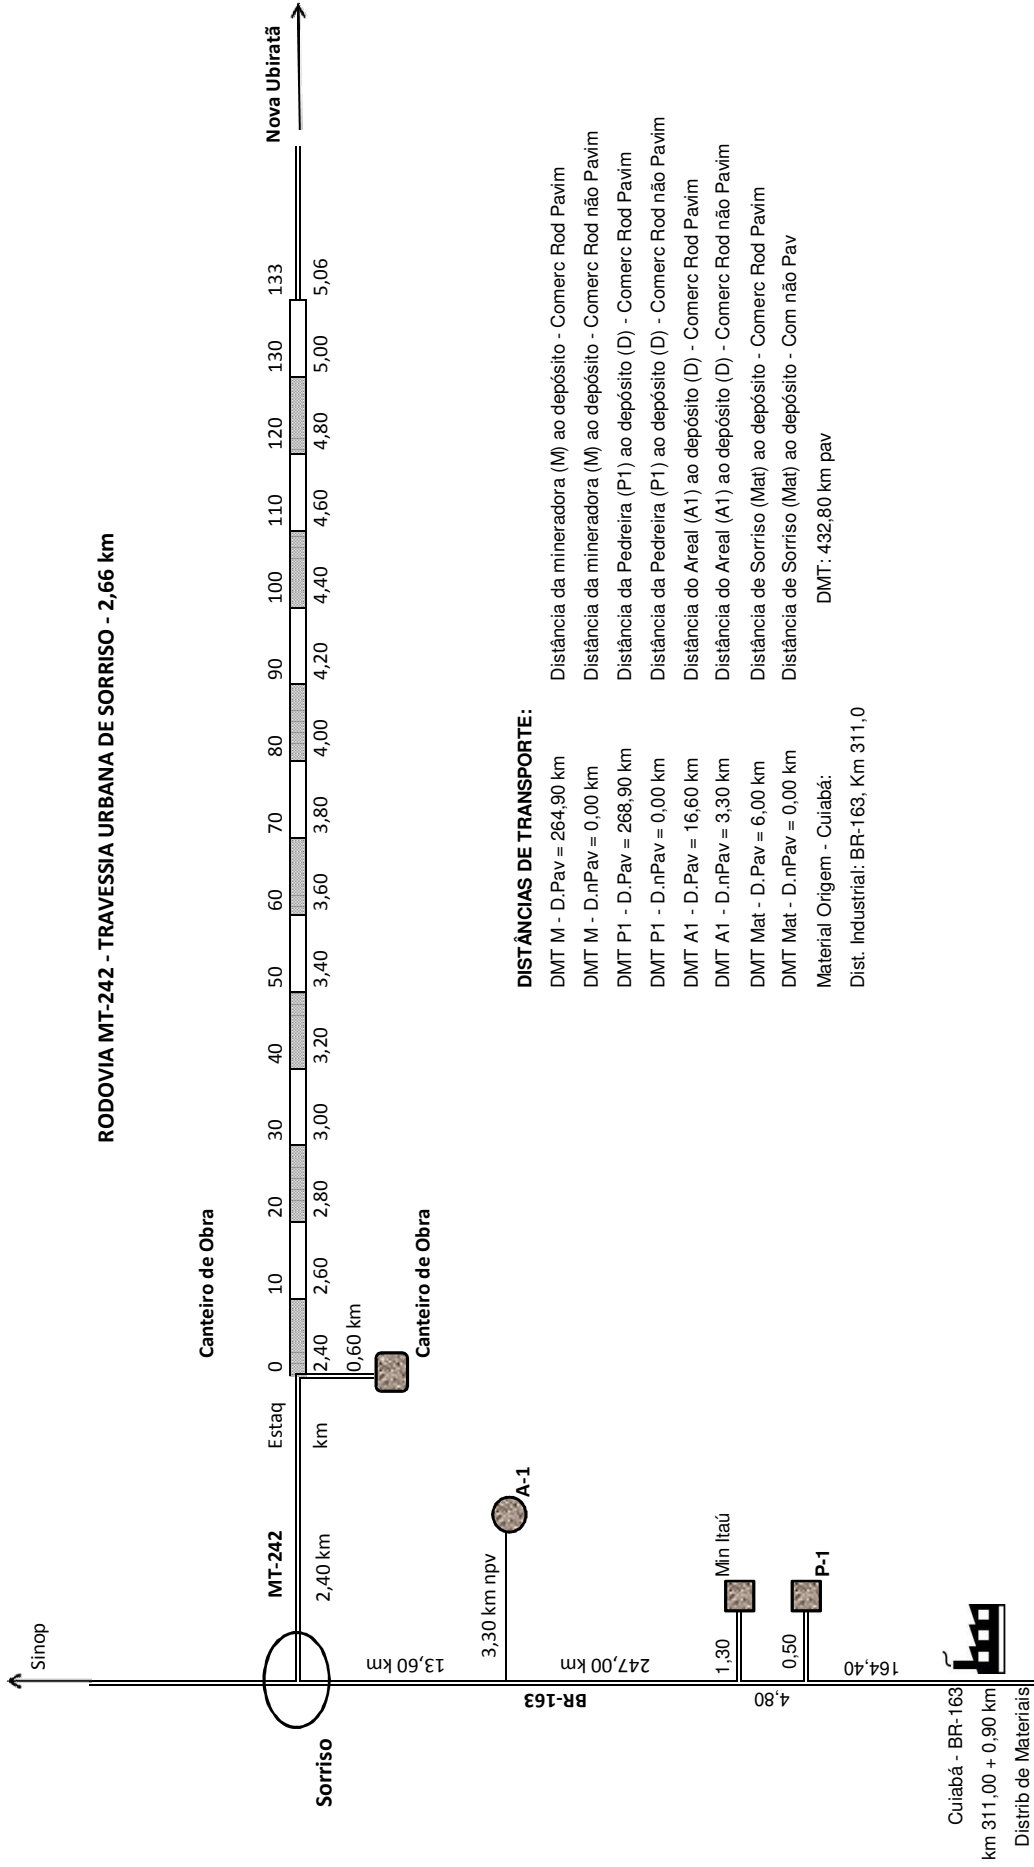 RODOVIA MT-242 - TRAVESSIA URBANA DE SORRISO - 2,66 km
Sinop
Nova Ubiratã
Canteiro de Obra
MT-242
Estaq
0 10 20 30 40 50 60 70 80 90 100 110 120 130 133
2,40 km
km
2,40 2,60 2,80 3,00 3,20 3,40 3,60 3,80 4,00 4,20 4,40 4,60 4,80 5,00 5,06
Sorriso
0,60 km
Canteiro de Obra
13,60 km
3,30 km npv
A-1
BR-163
247,00 km
1,30
Min Itaú
4,80
0,50
P-1
164,40
Cuiabá - BR-163
km 311,00 + 0,90 km
Distrib de Materiais
DISTÂNCIAS DE TRANSPORTE:
DMT M - D.Pav = 264,90 km Distância da mineradora (M) ao depósito - Comerc Rod Pavim
DMT M - D.nPav = 0,00 km Distância da mineradora (M) ao depósito - Comerc Rod não Pavim
DMT P1 - D.Pav = 268,90 km Distância da Pedreira (P1) ao depósito (D) - Comerc Rod Pavim
DMT P1 - D.nPav = 0,00 km Distância da Pedreira (P1) ao depósito (D) - Comerc Rod não Pavim
DMT A1 - D.Pav = 16,60 km Distância do Areal (A1) ao depósito (D) - Comerc Rod Pavim
DMT A1 - D.nPav = 3,30 km Distância do Areal (A1) ao depósito (D) - Comerc Rod não Pavim
DMT Mat - D.Pav = 6,00 km Distância de Sorriso (Mat) ao depósito - Comerc Rod Pavim
DMT Mat - D.nPav = 0,00 km Distância de Sorriso (Mat) ao depósito - Com não Pav
Material Origem - Cuiabá: DMT: 432,80 km pav
Dist. Industrial: BR-163, Km 311,0